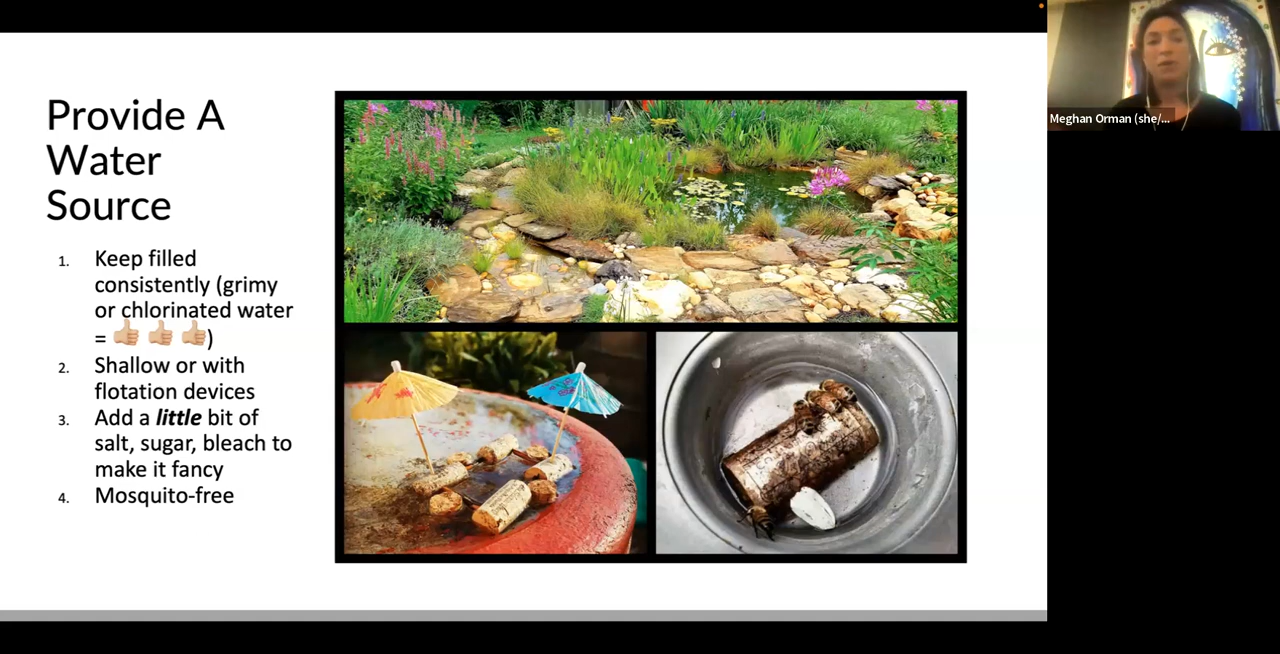 Provide A
Water
Source
1. Keep filled
consistently (grimy
or chlorinated water
= 👍🏼 👍🏼 👍🏼)
2. Shallow or with
flotation devices
3. Add a little bit of
salt, sugar, bleach to
make it fancy
4. Mosquito-free
Meghan Orman (she/...